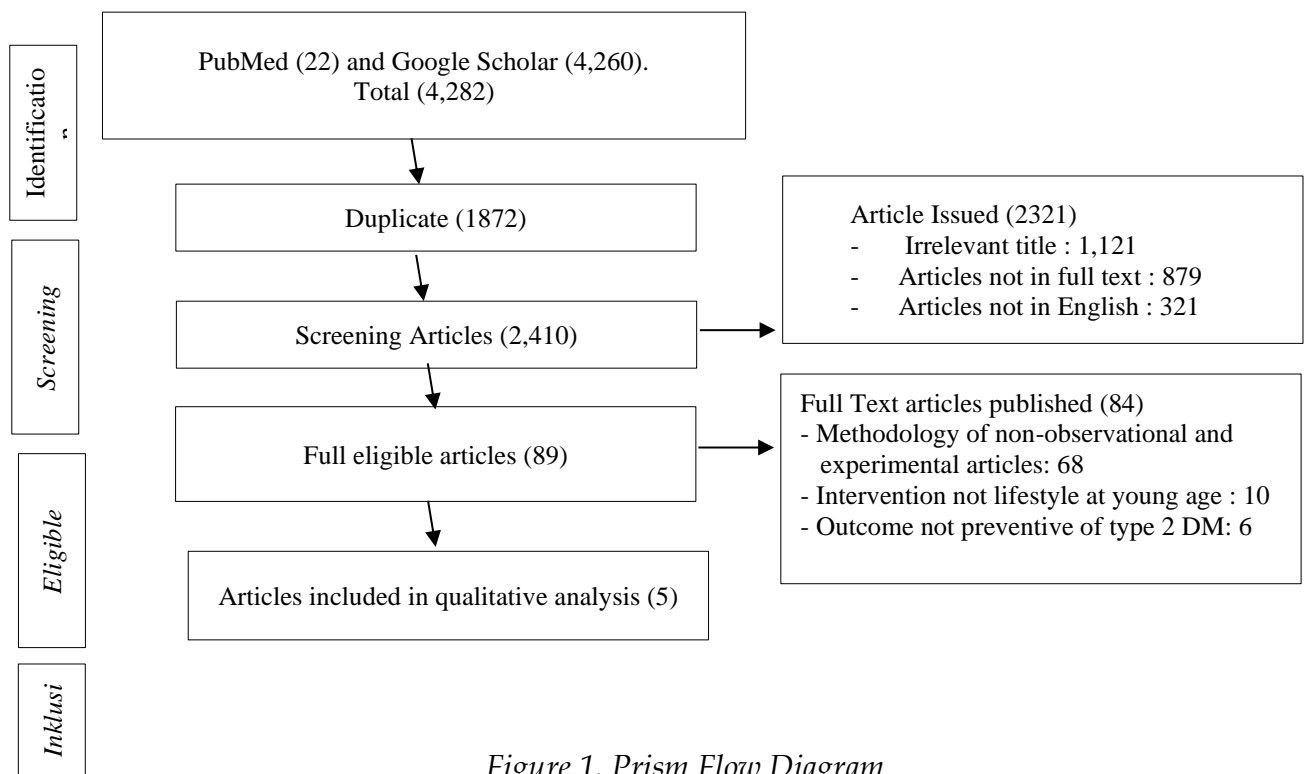 Identificatio
n
PubMed (22) and Google Scholar (4,260).
Total (4,282)
Duplicate (1872)
Article Issued (2321)
- Irrelevant title : 1,121
- Articles not in full text : 879
- Articles not in English : 321
Screening
Screening Articles (2,410)
Full eligible articles (89)
Full Text articles published (84)
- Methodology of non-observational and
experimental articles: 68
- Intervention not lifestyle at young age : 10
- Outcome not preventive of type 2 DM: 6
Eligible
Articles included in qualitative analysis (5)
Inklusi
Figure 1. Prism Flow Diagram